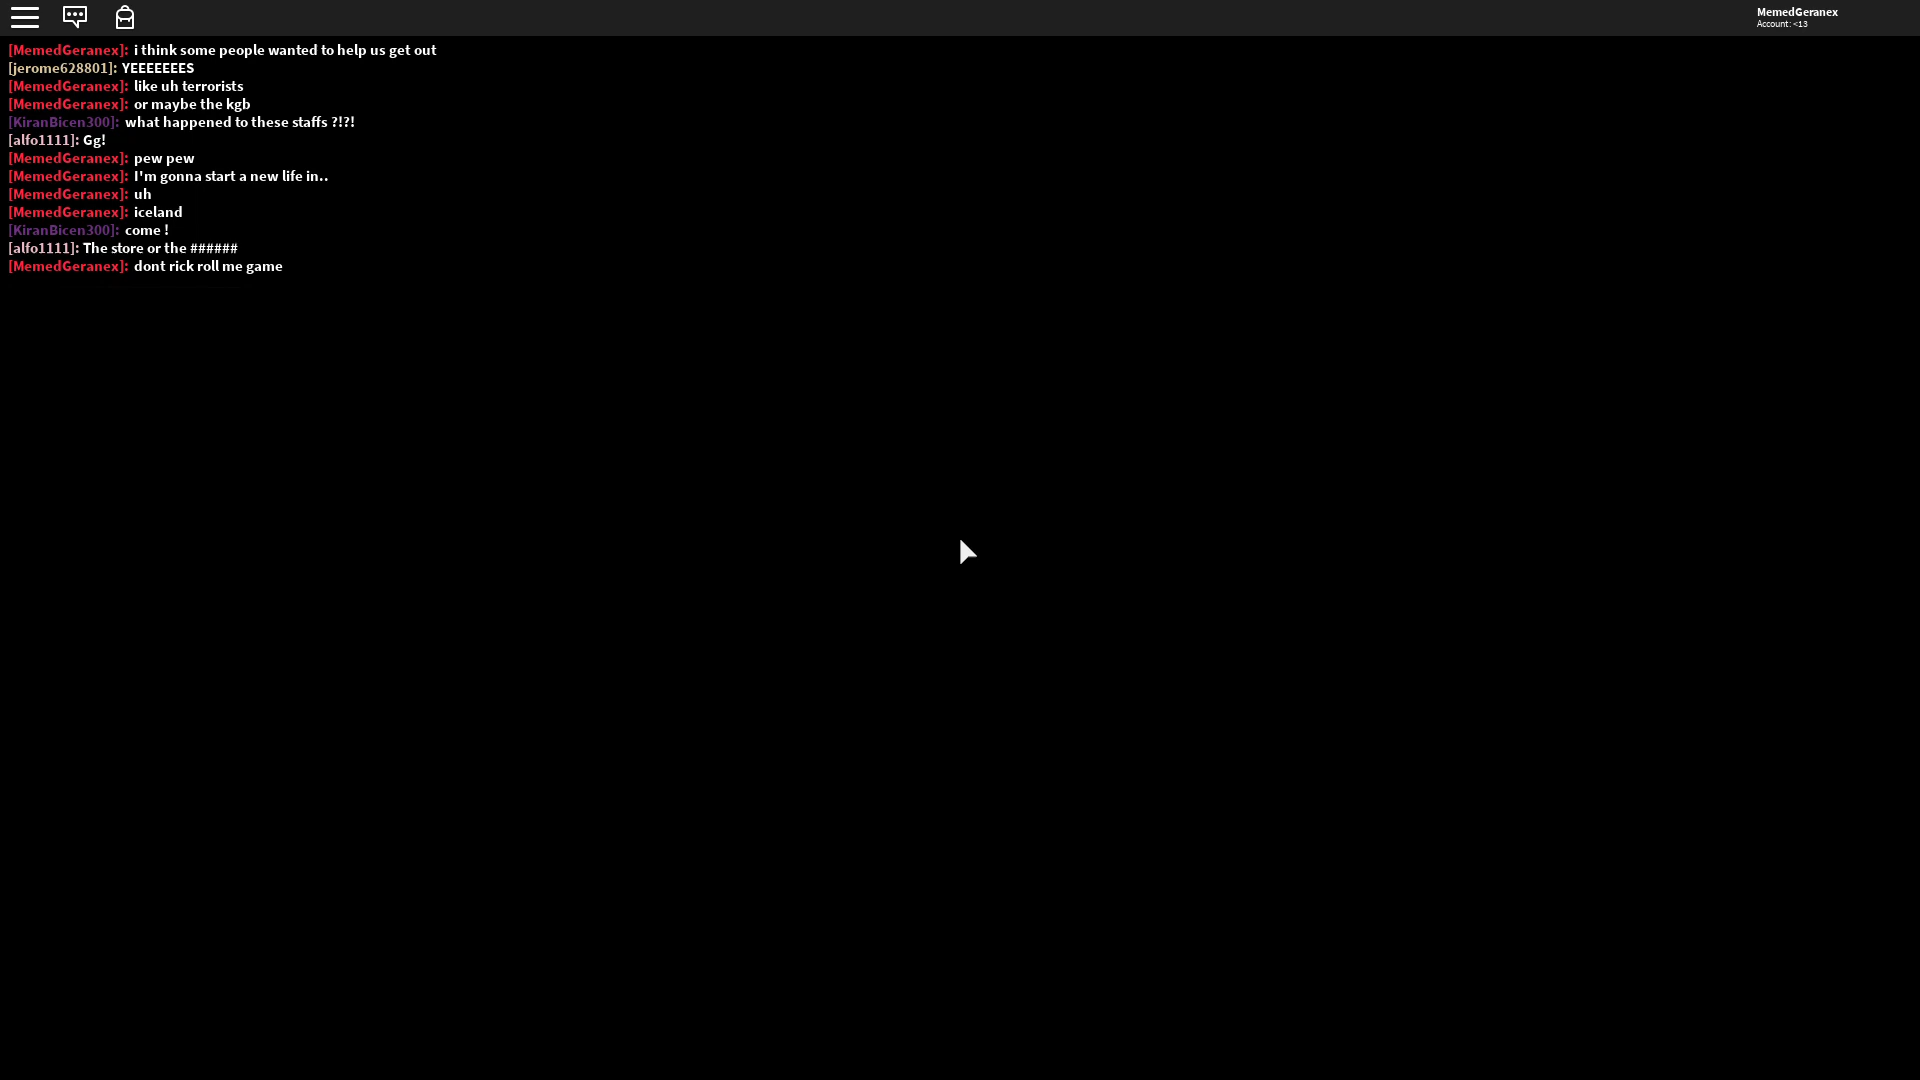 MemedGeranex
Account: <13
[MemedGeranex]: i think some people wanted to help us get out
[jerome628801]: YEEEEEEES
[MemedGeranex]: like uh terrorists
[MemedGeranex]: or maybe the kgb
[KiranBicen300]: what happened to these staffs ?!?!
[alfo1111]: Gg!
[MemedGeranex]: pew pew
[MemedGeranex]: I'm gonna start a new life in..
[MemedGeranex]: uh
[MemedGeranex]: iceland
[KiranBicen300]: come !
[alfo1111]: The store or the ######
[MemedGeranex]: dont rick roll me game